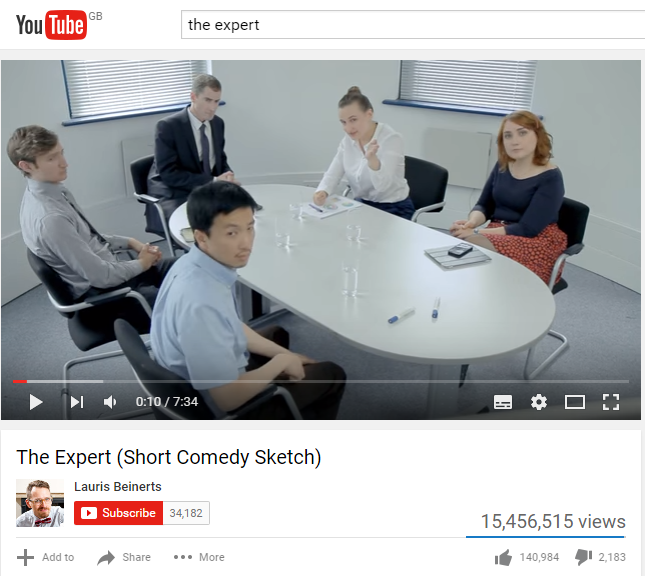 YouTube GB
the expert
0:10 / 7:34
The Expert (Short Comedy Sketch)
Lauris Beinerts
Subscribe 34,182
15,456,515 views
Add to Share More
140,984 2,183